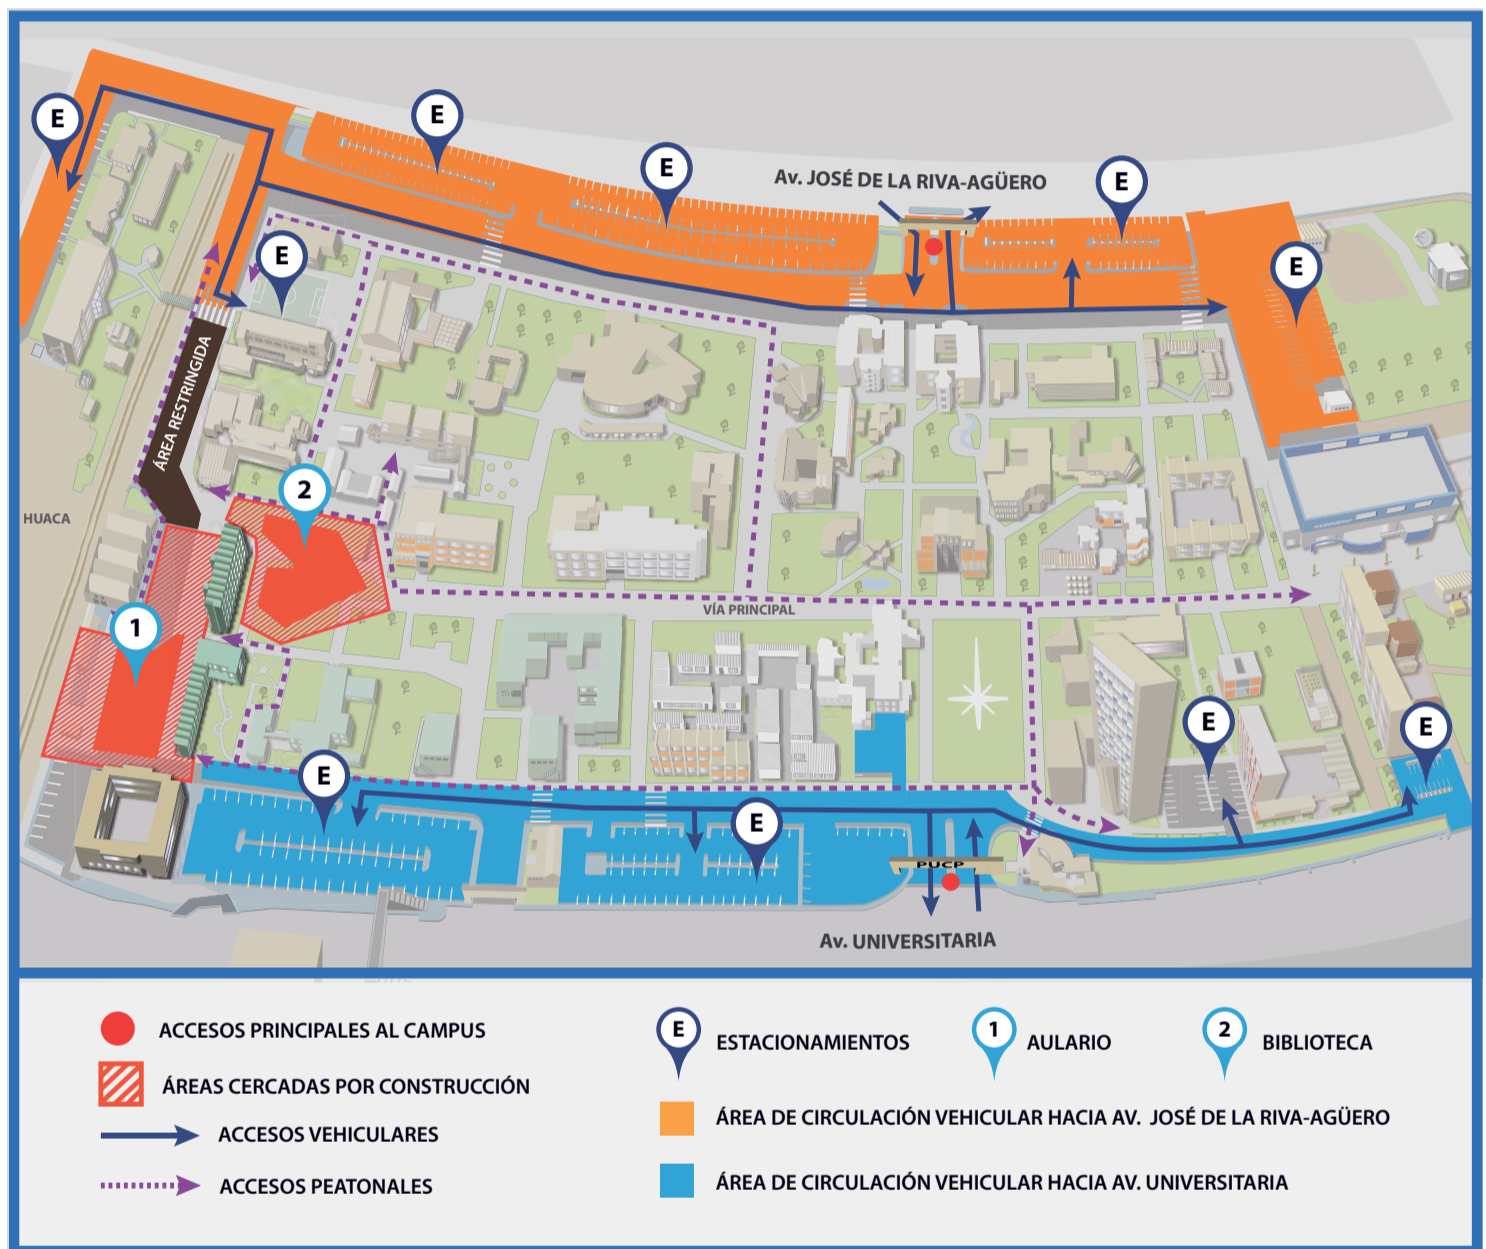 E
E
E
E
Av. JOSÉ DE LA RIVA-AGÜERO
E
E
ÁREA RESTRINGIDA
2
HUACA
1
VÍA PRINCIPAL
E
E
E
E
PUCP
Av. UNIVERSITARIA
ACCESOS PRINCIPALES AL CAMPUS
ÁREAS CERCADAS POR CONSTRUCCIÓN
ACCESOS VEHICULARES
ACCESOS PEATONALES
E ESTACIONAMIENTOS
1 AULARIO
2 BIBLIOTECA
ÁREA DE CIRCULACIÓN VEHICULAR HACIA AV. JOSÉ DE LA RIVA-AGÜERO
ÁREA DE CIRCULACIÓN VEHICULAR HACIA AV. UNIVERSITARIA